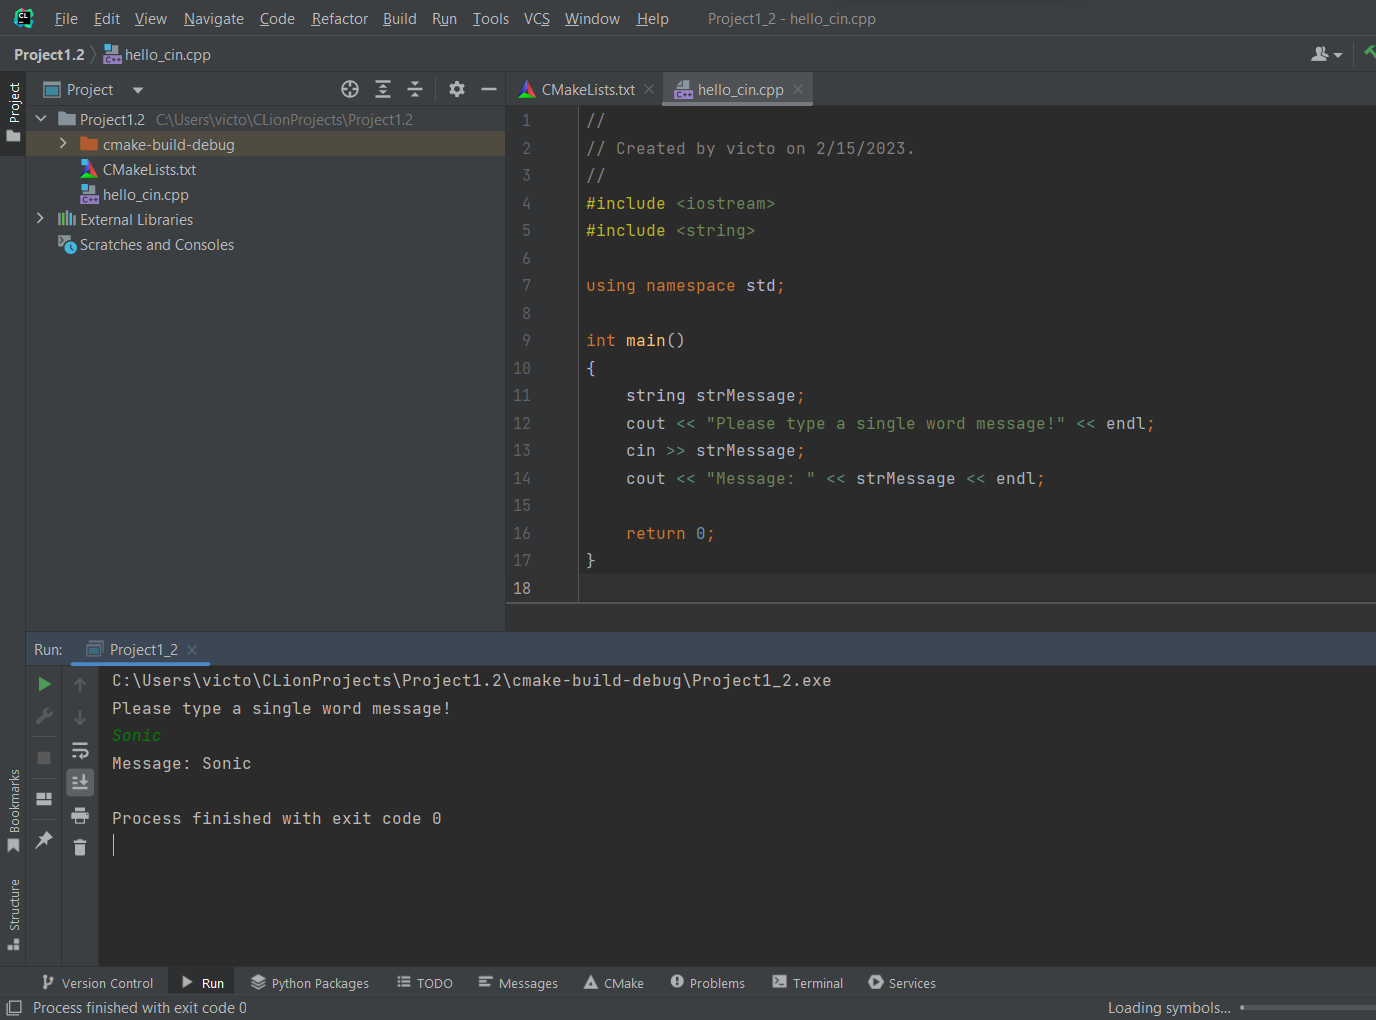 CL File Edit View Navigate Code Refactor Build Run Tools VCS Window Help Project1_2 - hello_cin.cpp
Project1.2 hello_cin.cpp
Project
Project
CMakeLists.txt
hello_cin.cpp
Project1.2 C:\Users\victo\CLionProjects\Project1.2
cmake-build-debug
CMakeLists.txt
hello_cin.cpp
External Libraries
Scratches and Consoles
1 //
2 // Created by victo on 2/15/2023.
3 //
4 #include <iostream>
5 #include <string>
6
7 using namespace std;
8
9 int main()
10 {
11     string strMessage;
12     cout << "Please type a single word message!" << endl;
13     cin >> strMessage;
14     cout << "Message: " << strMessage << endl;
15
16     return 0;
17 }
18
Run: Project1_2
C:\Users\victo\CLionProjects\Project1.2\cmake-build-debug\Project1_2.exe
Please type a single word message!
Sonic
Message: Sonic
Process finished with exit code 0
Bookmarks
Structure
Version Control Run Python Packages TODO Messages CMake Problems Terminal Services
Process finished with exit code 0 Loading symbols...